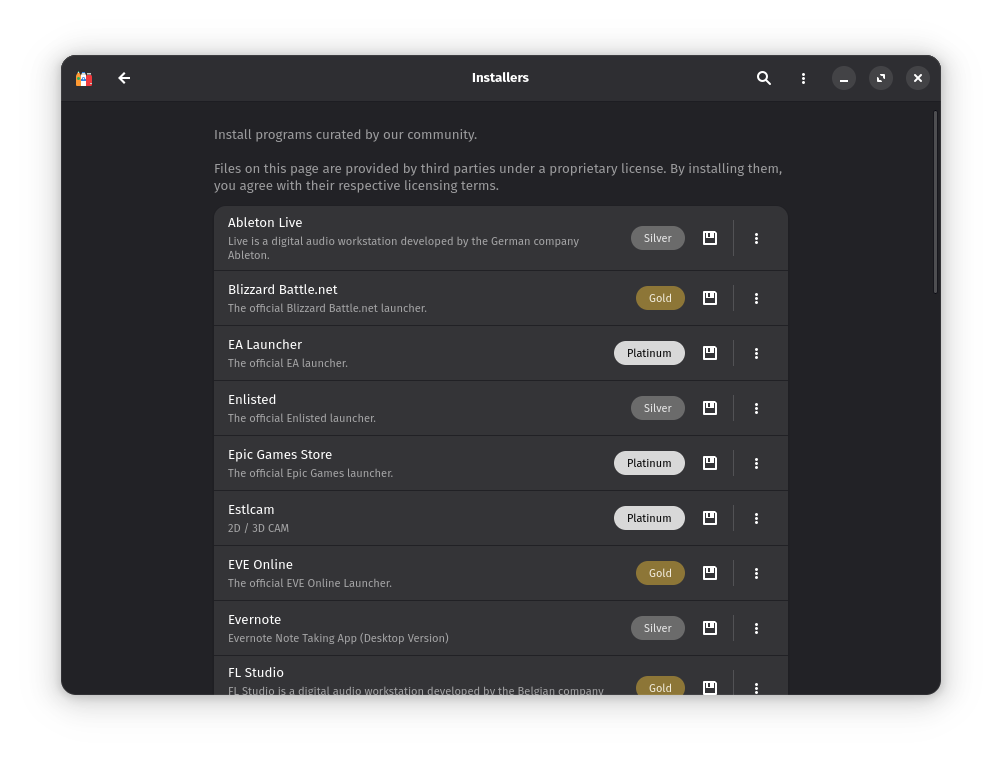 Installers
Install programs curated by our community.
Files on this page are provided by third parties under a proprietary license. By installing them,
you agree with their respective licensing terms.
Ableton Live
Live is a digital audio workstation developed by the German company
Ableton.
Silver
Blizzard Battle.net
The official Blizzard Battle.net launcher.
Gold
EA Launcher
The official EA launcher.
Platinum
Enlisted
The official Enlisted launcher.
Silver
Epic Games Store
The official Epic Games launcher.
Platinum
Estlcam
2D / 3D CAM
Platinum
EVE Online
The official EVE Online Launcher.
Gold
Evernote
Evernote Note Taking App (Desktop Version)
Silver
FL Studio
FL Studio is a digital audio workstation developed by the Belgian company
Gold